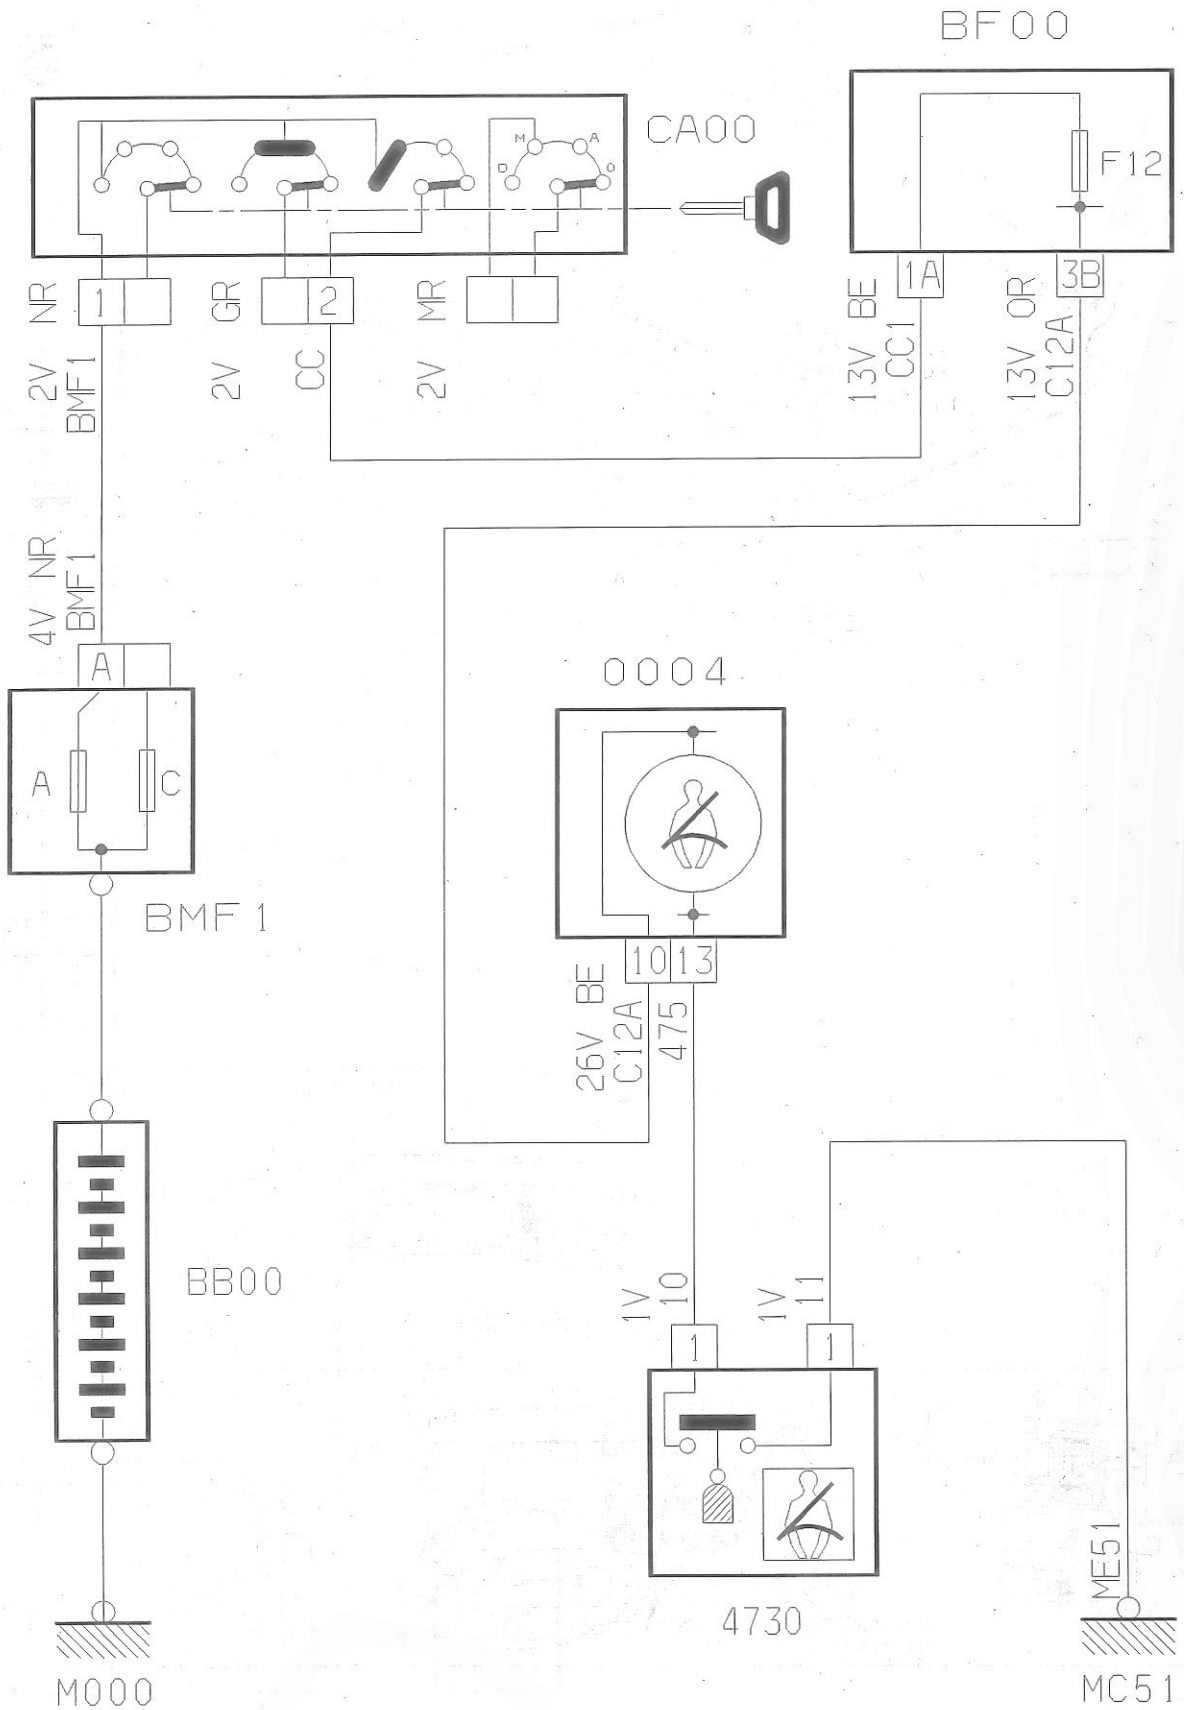 BF00
CA00
M A
D O
F12
1 2
1A 3B
2V NR
BMF1
2V GR
CC
2V MR
13V BE
CC1
13V OR
C12A
4V NR
BMF1
A
A C
BMF1
0004
10 13
26V BE
C12A
475
BB00
1V
10
1V
11
1 1
4730
ME51
M000
MC51